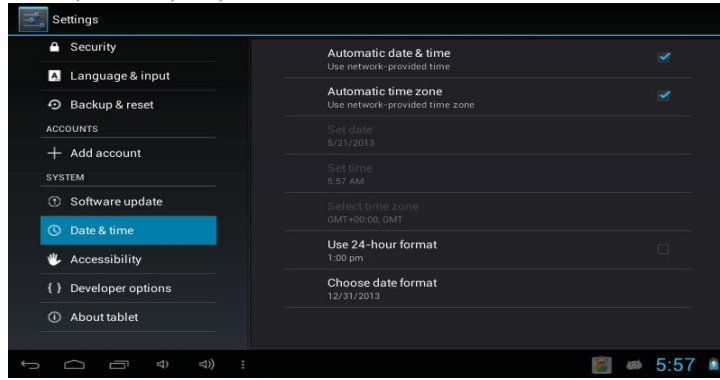 Settings
Security
Language & input
Backup & reset
ACCOUNTS
Add account
SYSTEM
Software update
Date & time
Accessibility
{ } Developer options
About tablet
Automatic date & time
Use network-provided time
Automatic time zone
Use network-provided time zone
Set date
5/21/2013
Set time
5:57 AM
Select time zone
GMT+00:00, GMT
Use 24-hour format
1:00 pm
Choose date format
12/31/2013
5:57